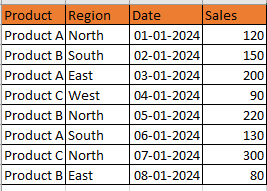 Product Region Date Sales
Product A North 01-01-2024 120
Product B South 02-01-2024 150
Product A East 03-01-2024 200
Product C West 04-01-2024 90
Product B North 05-01-2024 220
Product A South 06-01-2024 130
Product C North 07-01-2024 300
Product B East 08-01-2024 80